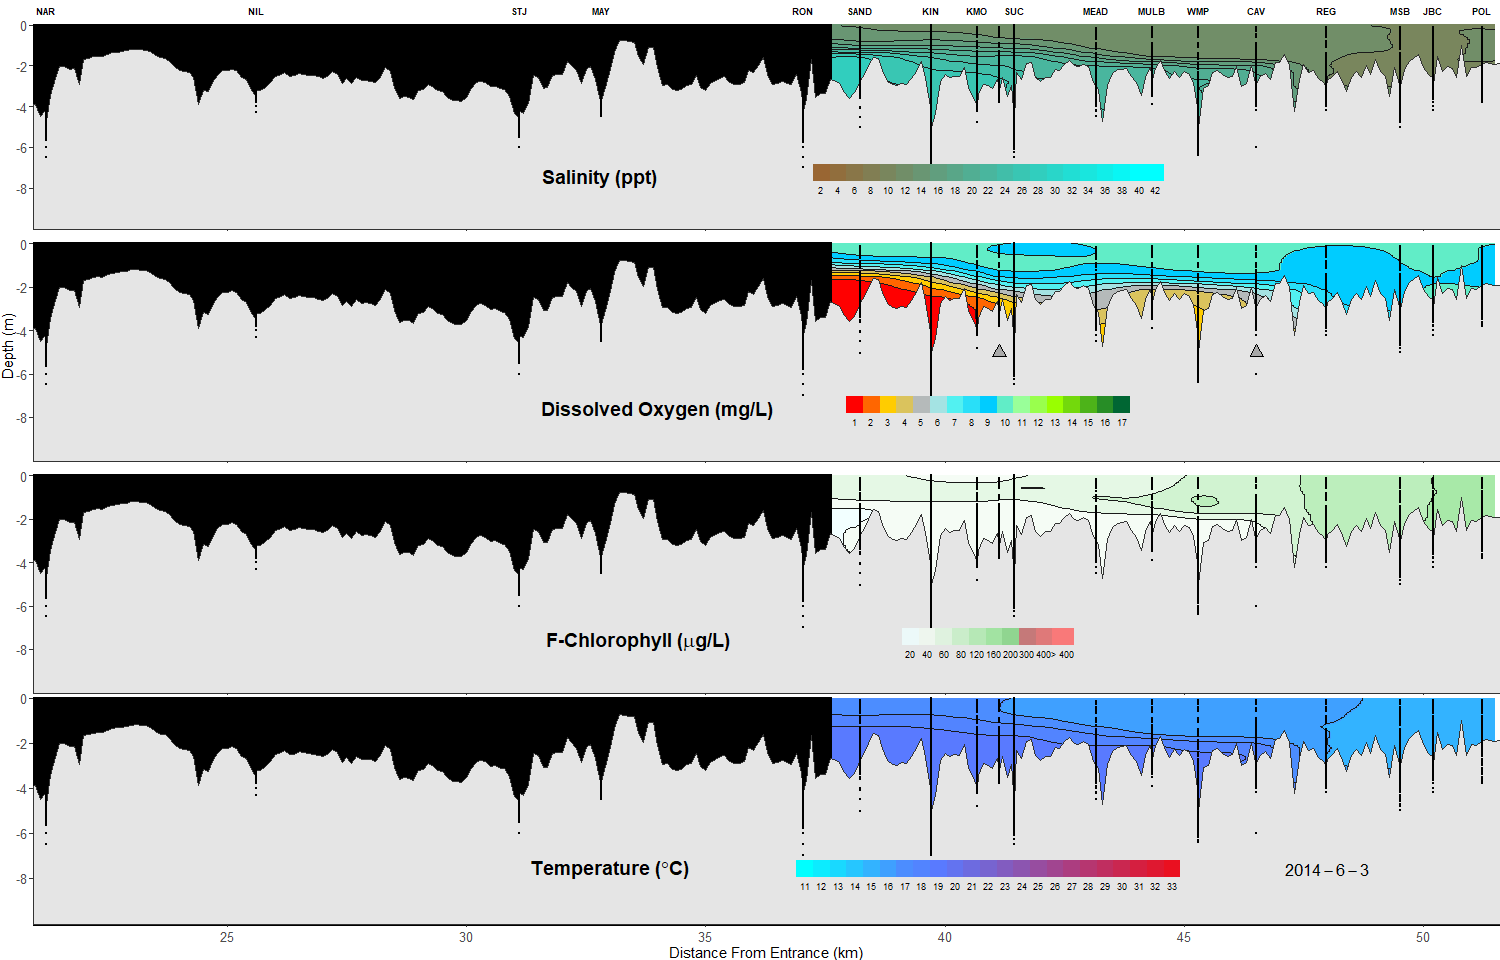 NAR NIL STJ MAY RON SAND KIN KMO SUC MEAD MULB WMP CAV REG MSB JBC POL
0
-2
-4
-6
-8
Salinity (ppt)
2 4 6 8 10 12 14 16 18 20 22 24 26 28 30 32 34 36 38 40 42
0
-2
-4
-6
-8
Depth (m)
Dissolved Oxygen (mg/L)
1 2 3 4 5 6 7 8 9 10 11 12 13 14 15 16 17
0
-2
-4
-6
-8
F-Chlorophyll (μg/L)
20 40 60 80 120 160 200 300 400> 400
0
-2
-4
-6
-8
Temperature (°C)
11 12 13 14 15 16 17 18 19 20 21 22 23 24 25 26 27 28 29 30 31 32 33
2014 – 6 – 3
25 30 35 40 45 50
Distance From Entrance (km)